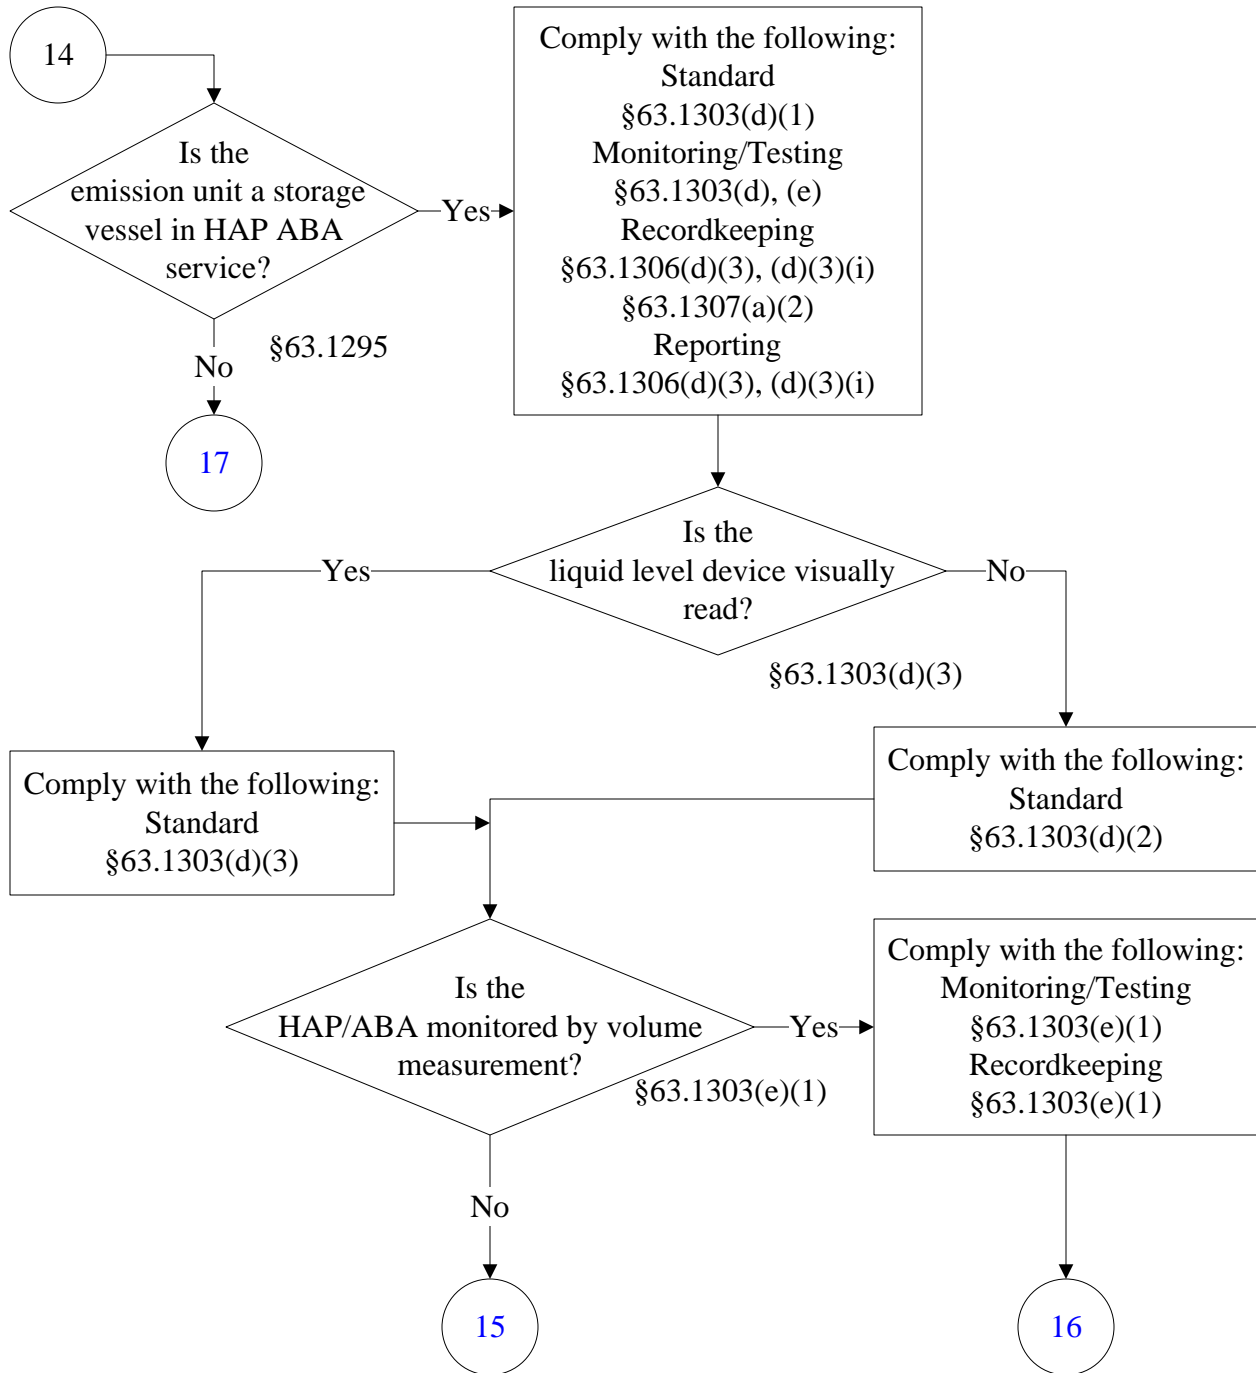 14
Is the
emission unit a storage
vessel in HAP ABA
service?
Yes
No
§63.1295
17
Comply with the following:
Standard
§63.1303(d)(1)
Monitoring/Testing
§63.1303(d), (e)
Recordkeeping
§63.1306(d)(3), (d)(3)(i)
§63.1307(a)(2)
Reporting
§63.1306(d)(3), (d)(3)(i)
Is the
liquid level device visually
read?
Yes
No
§63.1303(d)(3)
Comply with the following:
Standard
§63.1303(d)(3)
Comply with the following:
Standard
§63.1303(d)(2)
Is the
HAP/ABA monitored by volume
measurement?
Yes
§63.1303(e)(1)
No
Comply with the following:
Monitoring/Testing
§63.1303(e)(1)
Recordkeeping
§63.1303(e)(1)
15
16